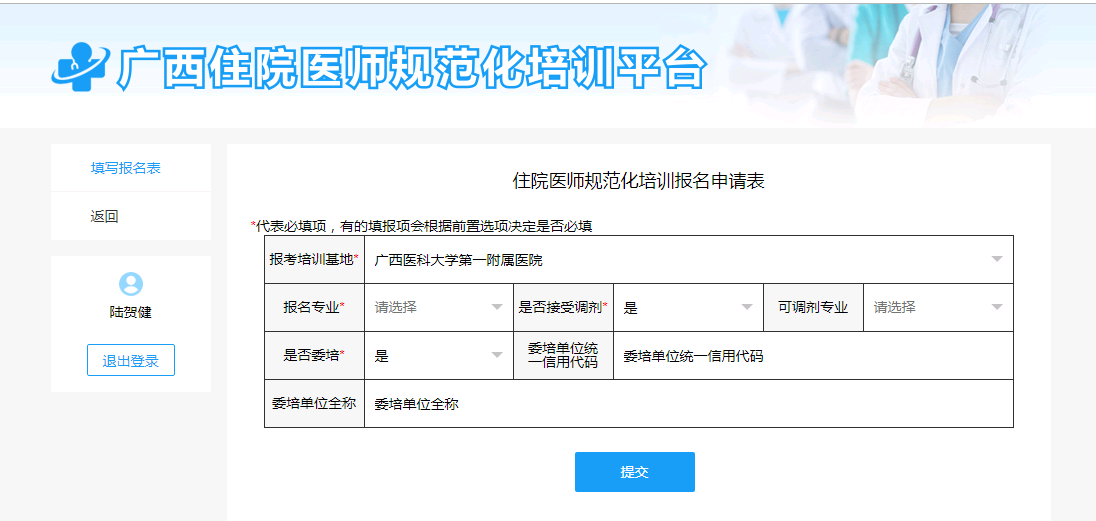 广西住院医师规范化培训平台
填写报名表
返回
陆贺健
退出登录
住院医师规范化培训报名申请表
*代表必填项，有的填报项会根据前置选项决定是否必填
报考培训基地* 广西医科大学第一附属医院
报名专业* 请选择 是否接受调剂* 是 可调剂专业 请选择
是否委培* 是 委培单位统
一信用代码 委培单位统一信用代码
委培单位全称 委培单位全称
提交